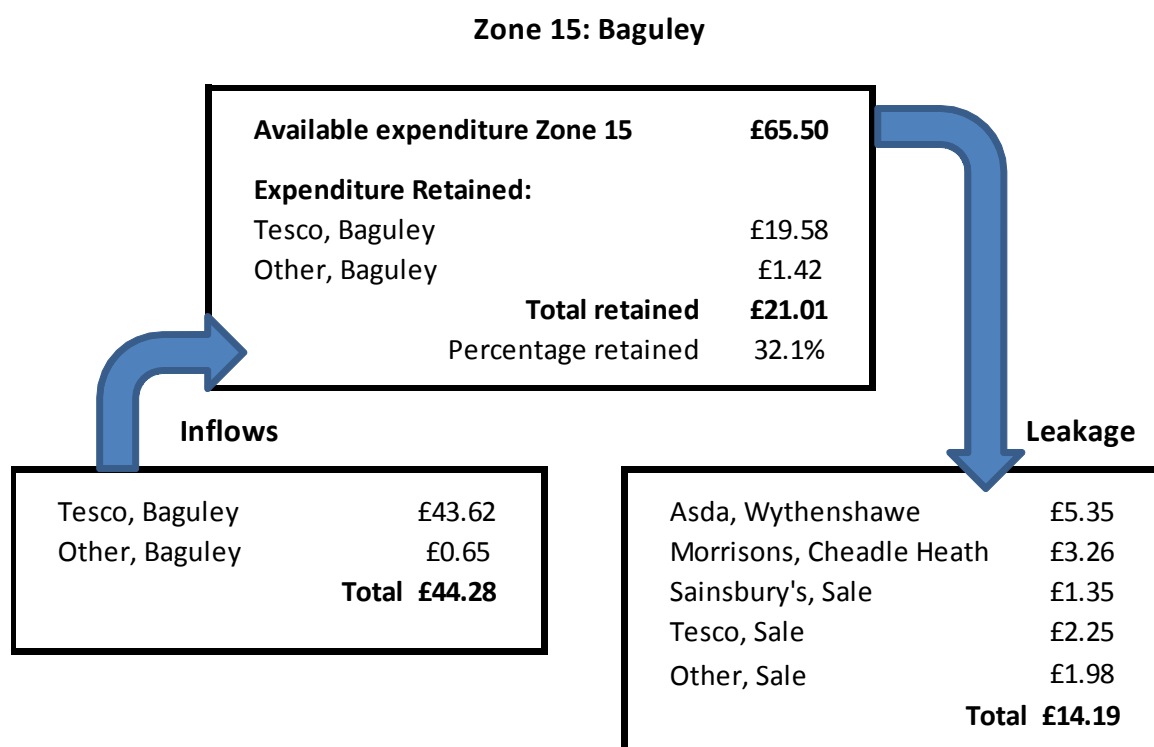 Zone 15: Baguley
Available expenditure Zone 15 £65.50
Expenditure Retained:
Tesco, Baguley £19.58
Other, Baguley £1.42
Total retained £21.01
Percentage retained 32.1%
Inflows
Tesco, Baguley £43.62
Other, Baguley £0.65
Total £44.28
Leakage
Asda, Wythenshawe £5.35
Morrisons, Cheadle Heath £3.26
Sainsbury's, Sale £1.35
Tesco, Sale £2.25
Other, Sale £1.98
Total £14.19